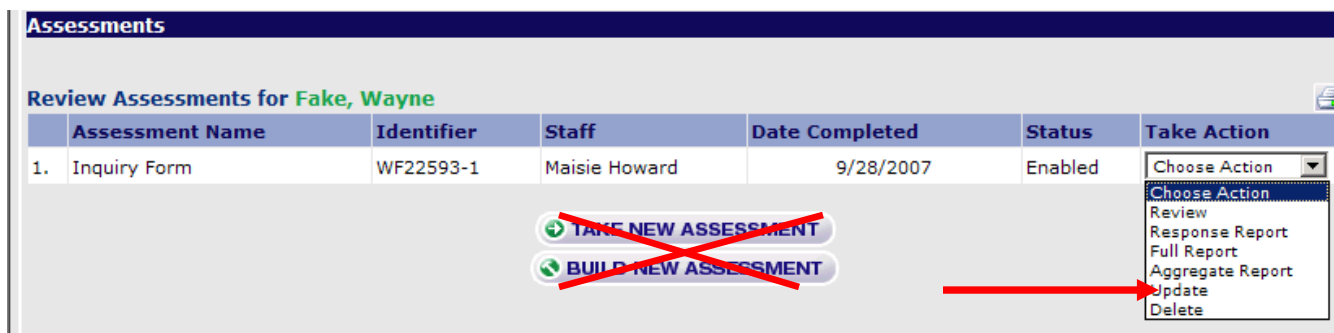 Assessments
Review Assessments for Fake, Wayne
Assessment Name Identifier Staff Date Completed Status Take Action
1. Inquiry Form WF22593-1 Maisie Howard 9/28/2007 Enabled Choose Action
Choose Action
Review
Response Report
Full Report
Aggregate Report
Update
Delete
TAKE NEW ASSESSMENT
BUILD NEW ASSESSMENT